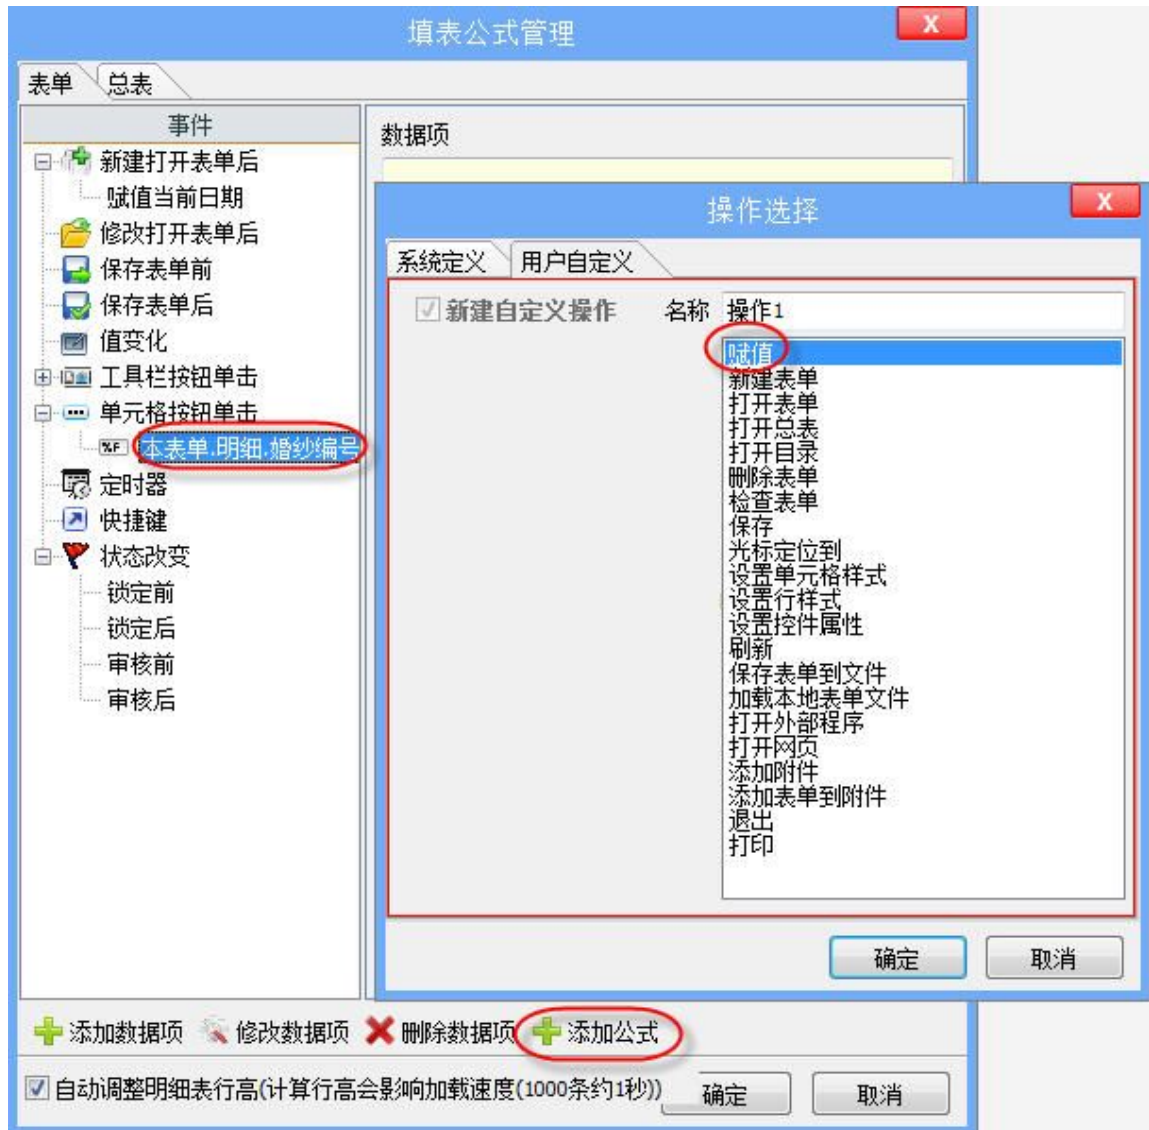 填表公式管理
X
表单 总表
事件
新建打开表单后
赋值当前日期
修改打开表单后
保存表单前
保存表单后
值变化
工具栏按钮单击
单元格按钮单击
%F 本表单.明细.婚纱编号
定时器
快捷键
状态改变
锁定前
锁定后
审核前
审核后
数据项
操作选择
X
系统定义 用户自定义
新建自定义操作 名称 操作1
赋值
新建表单
打开表单
打开总表
打开目录
删除表单
检查表单
保存
光标定位到
设置单元格样式
设置行样式
设置控件属性
刷新
保存表单到文件
加载本地表单文件
打开外部程序
打开网页
添加附件
添加表单到附件
退出
打印
确定 取消
添加数据项 修改数据项 删除数据项 添加公式
自动调整明细表行高(计算行高会影响加载速度(1000条约1秒)) 确定 取消